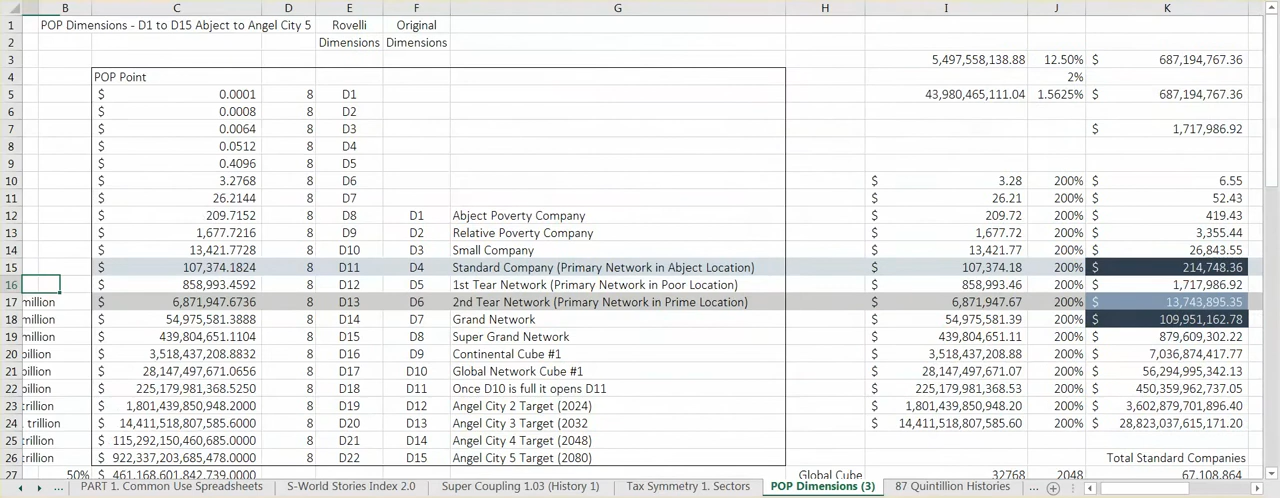 B C D E F G H I J K
1 POP Dimensions - D1 to D15 Abject to Angel City 5 Rovelli Original
2 Dimensions Dimensions
3 5,497,558,138.88 12.50% $ 687,194,767.36
4 POP Point 2%
5 $ 0.0001 8 D1 43,980,465,111.04 1.5625% $ 687,194,767.36
6 $ 0.0008 8 D2
7 $ 0.0064 8 D3 $ 1,717,986.92
8 $ 0.0512 8 D4
9 $ 0.4096 8 D5
10 $ 3.2768 8 D6 $ 3.28 200% $ 6.55
11 $ 26.2144 8 D7 $ 26.21 200% $ 52.43
12 $ 209.7152 8 D8 D1 Abject Poverty Company $ 209.72 200% $ 419.43
13 $ 1,677.7216 8 D9 D2 Relative Poverty Company $ 1,677.72 200% $ 3,355.44
14 $ 13,421.7728 8 D10 D3 Small Company $ 13,421.77 200% $ 26,843.55
15 $ 107,374.1824 8 D11 D4 Standard Company (Primary Network in Abject Location) $ 107,374.18 200% $ 214,748.36
16 $ 858,993.4592 8 D12 D5 1st Tear Network (Primary Network in Poor Location) $ 858,993.46 200% $ 1,717,986.92
17 million $ 6,871,947.6736 8 D13 D6 2nd Tear Network (Primary Network in Prime Location) $ 6,871,947.67 200% $ 13,743,895.35
18 million $ 54,975,581.3888 8 D14 D7 Grand Network $ 54,975,581.39 200% $ 109,951,162.78
19 million $ 439,804,651.1104 8 D15 D8 Super Grand Network $ 439,804,651.11 200% $ 879,609,302.22
20 billion $ 3,518,437,208.8832 8 D16 D9 Continental Cube #1 $ 3,518,437,208.88 200% $ 7,036,874,417.77
21 billion $ 28,147,497,671.0656 8 D17 D10 Global Network Cube #1 $ 28,147,497,671.07 200% $ 56,294,995,342.13
22 billion $ 225,179,981,368.5250 8 D18 D11 Once D10 is full it opens D11 $ 225,179,981,368.53 200% $ 450,359,962,737.05
23 trillion $ 1,801,439,850,948.2000 8 D19 D12 Angel City 2 Target (2024) $ 1,801,439,850,948.20 200% $ 3,602,879,701,896.40
24 trillion $ 14,411,518,807,585.6000 8 D20 D13 Angel City 3 Target (2032 $ 14,411,518,807,585.60 200% $ 28,823,037,615,171.20
25 trillion $ 115,292,150,460,685.0000 8 D21 D14 Angel City 4 Target (2048)
26 trillion $ 922,337,203,685,478.0000 8 D22 D15 Angel City 5 Target (2080) Total Standard Companies
27 50% $ 461,168,601,842,739.0000 Global Cube 32768 2048 67,108,864
... PART 1. Common Use Spreadsheets S-World Stories Index 2.0 Super Coupling 1.03 (History 1) Tax Symmetry 1. Sectors POP Dimensions (3) 87 Quintillion Histories ...